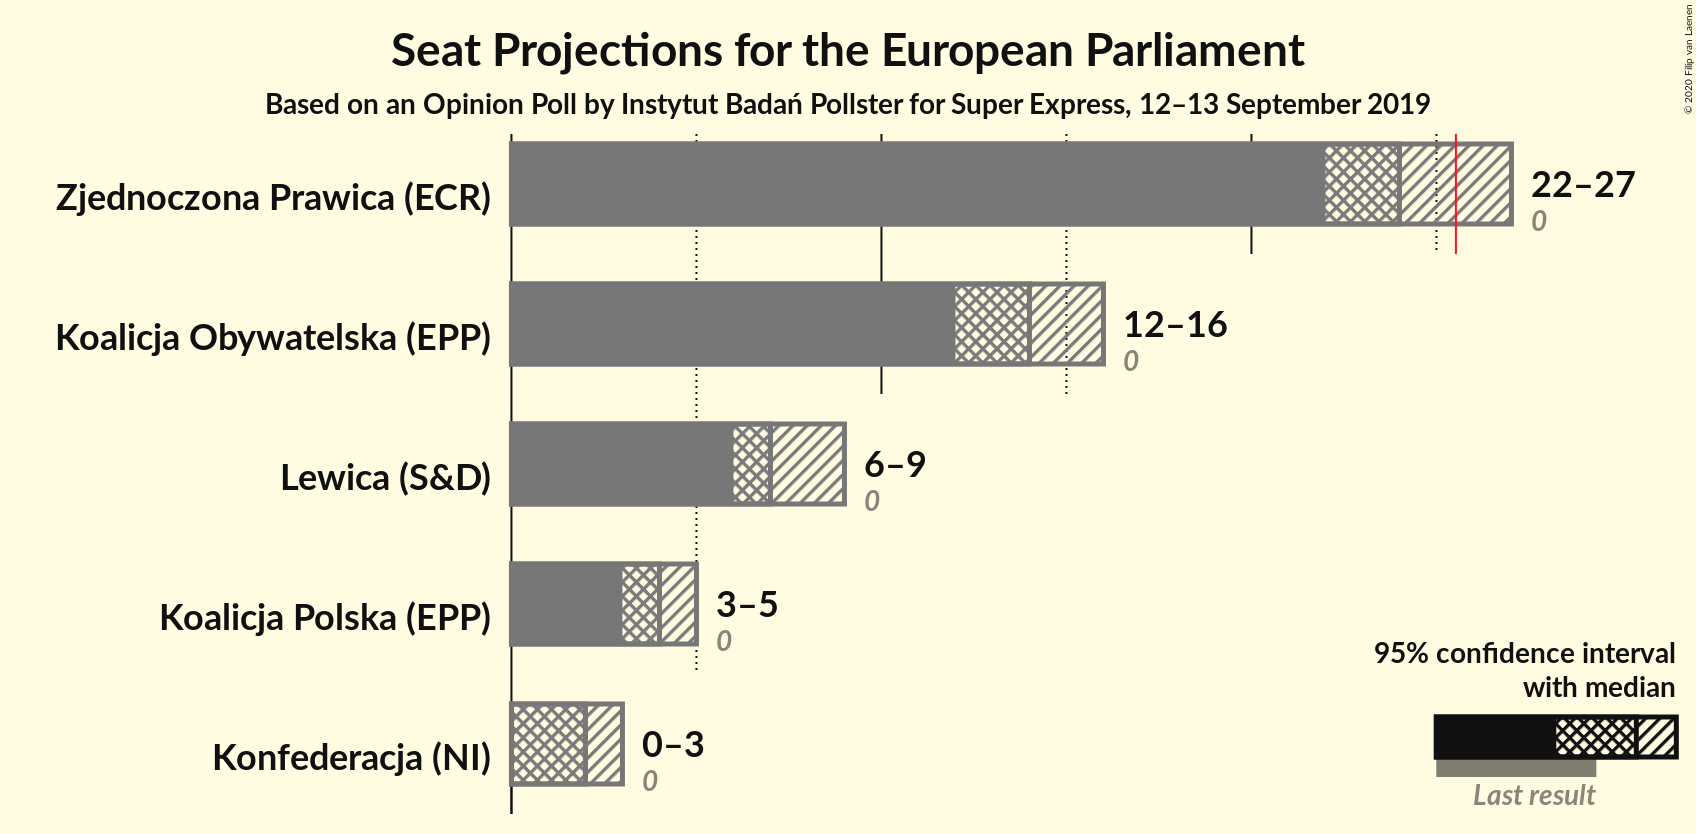 Seat Projections for the European Parliament
Based on an Opinion Poll by Instytut Badań Pollster for Super Express, 12–13 September 2019
© 2020 Filip van Laenen
Zjednoczona Prawica (ECR)
22–27
0
Koalicja Obywatelska (EPP)
12–16
0
Lewica (S&D)
6–9
0
Koalicja Polska (EPP)
3–5
0
Konfederacja (NI)
0–3
0
95% confidence interval
with median
Last result